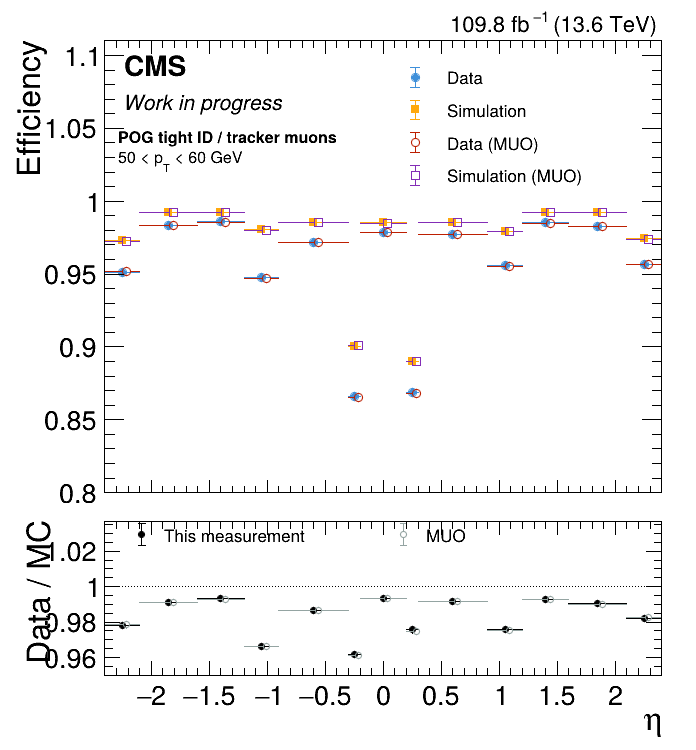 109.8 fb⁻¹ (13.6 TeV)
Efficiency
1.1
1.05
1
0.95
0.9
0.85
0.8
CMS
Work in progress
POG tight ID / tracker muons
50 < p_T < 60 GeV
Data
Simulation
Data (MUO)
Simulation (MUO)
Data / MC
1.02
1
0.98
0.96
This measurement
MUO
−2 −1.5 −1 −0.5 0 0.5 1 1.5 2
η